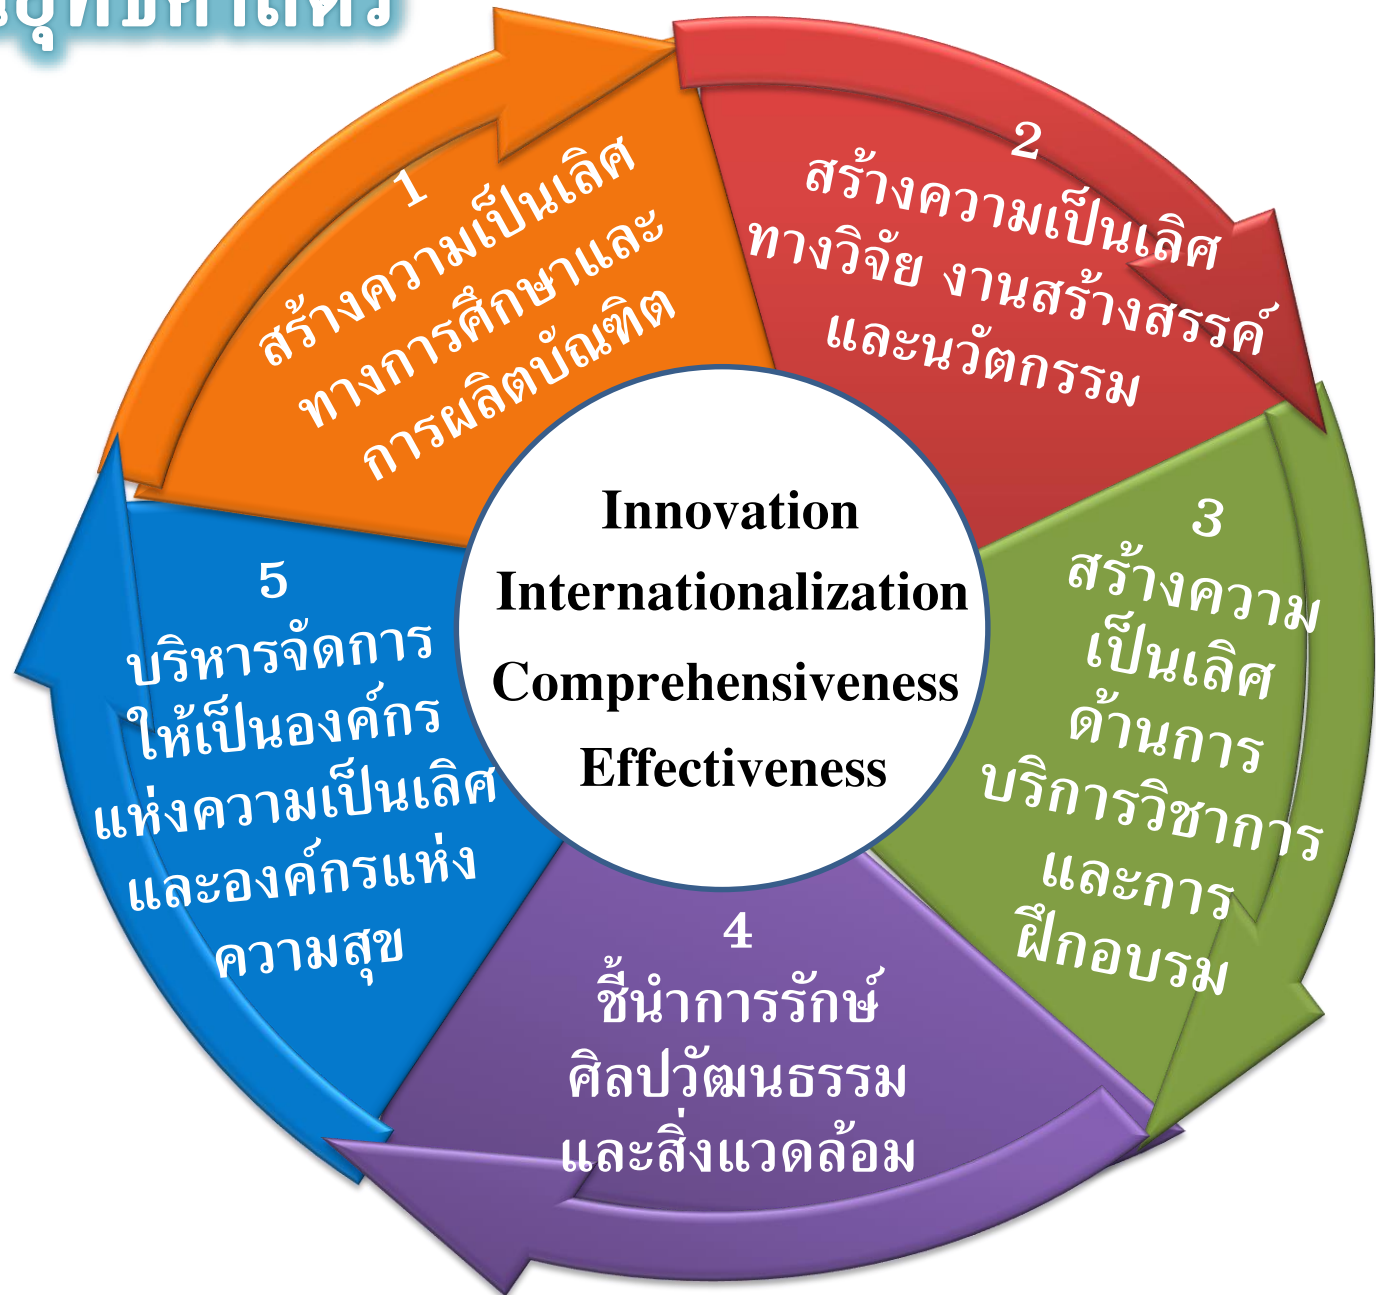 1
สร้างความเป็นเลิศ
ทางการศึกษาและ
การผลิตบัณฑิต
2
สร้างความเป็นเลิศ
ทางวิจัย งานสร้างสรรค์
และนวัตกรรม
3
สร้างความ
เป็นเลิศ
ด้านการ
บริการวิชาการ
และการ
ฝึกอบรม
4
ชี้นำการรักษ์
ศิลปวัฒนธรรม
และสิ่งแวดล้อม
5
บริหารจัดการ
ให้เป็นองค์กร
แห่งความเป็นเลิศ
และองค์กรแห่ง
ความสุข
Innovation
Internationalization
Comprehensiveness
Effectiveness